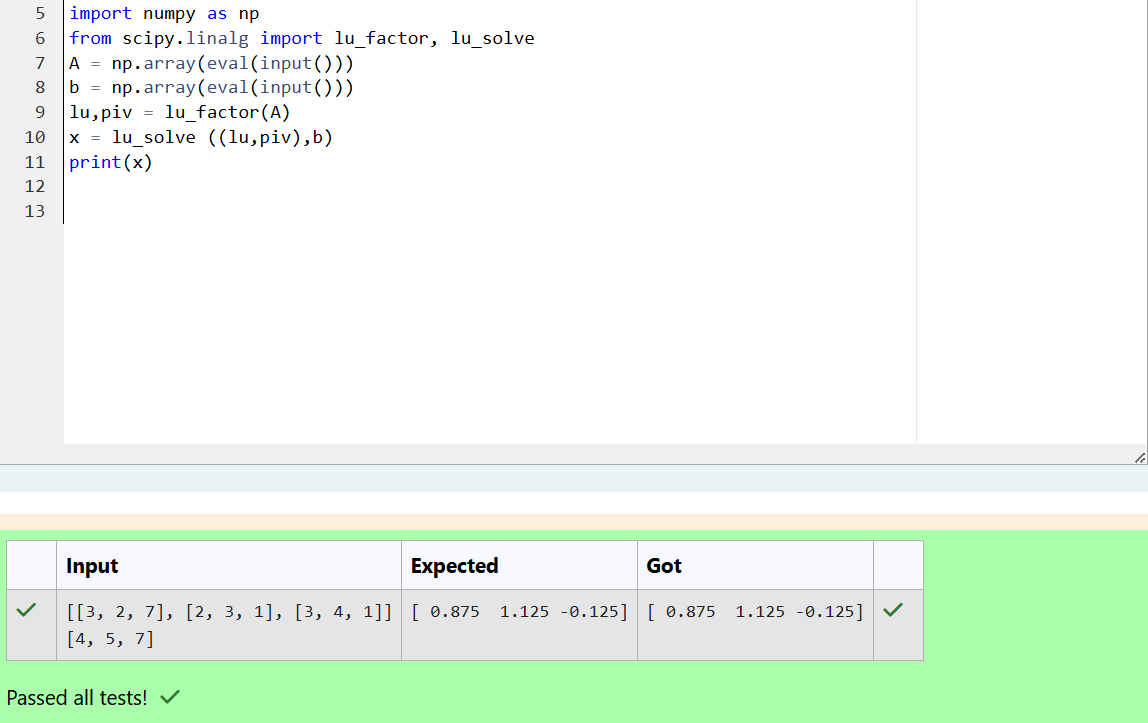 5 import numpy as np
6 from scipy.linalg import lu_factor, lu_solve
7 A = np.array(eval(input()))
8 b = np.array(eval(input()))
9 lu,piv = lu_factor(A)
10 x = lu_solve ((lu,piv),b)
11 print(x)
12
13
Input Expected Got
[[3, 2, 7], [2, 3, 1], [3, 4, 1]] [ 0.875  1.125 -0.125] [ 0.875  1.125 -0.125]
[4, 5, 7]
Passed all tests!